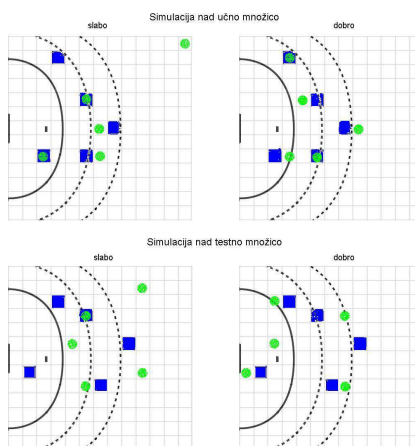 Simulacija nad učno množico
slabo dobro
Simulacija nad testno množico
slabo dobro